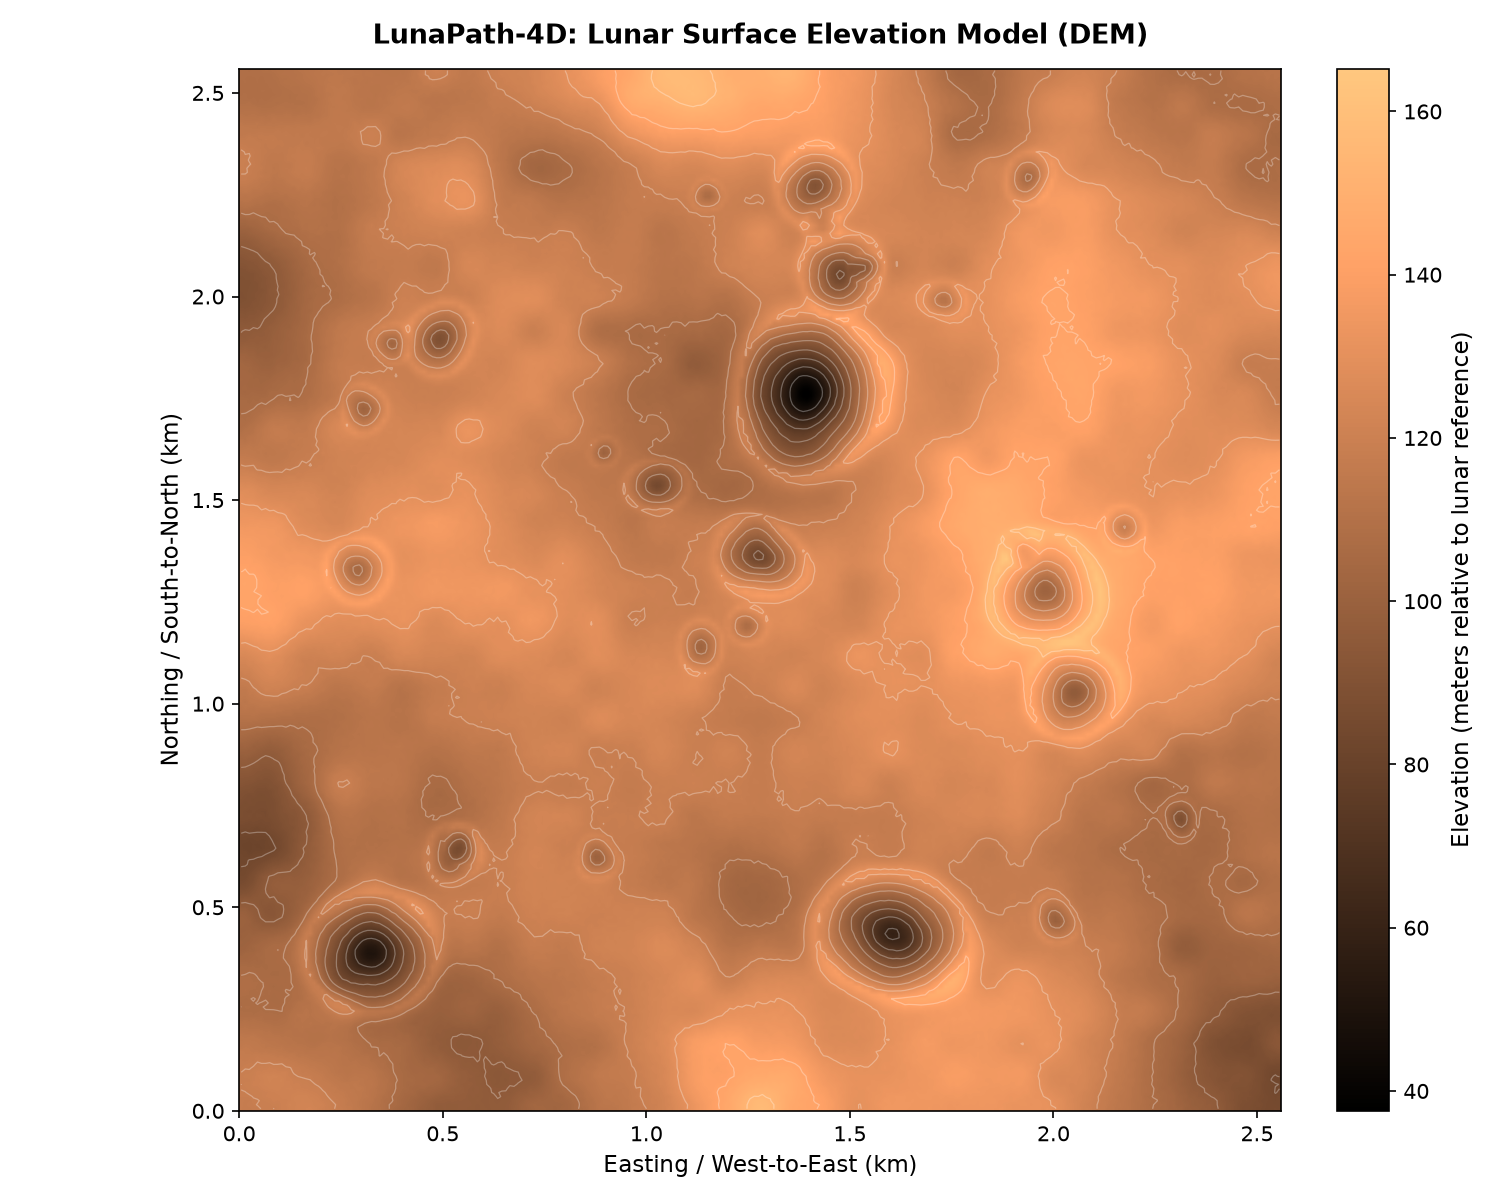 LunaPath-4D: Lunar Surface Elevation Model (DEM)
Northing / South-to-North (km)
2.5
2.0
1.5
1.0
0.5
0.0
0.0 0.5 1.0 1.5 2.0 2.5
Easting / West-to-East (km)
160
140
120
100
80
60
40
Elevation (meters relative to lunar reference)